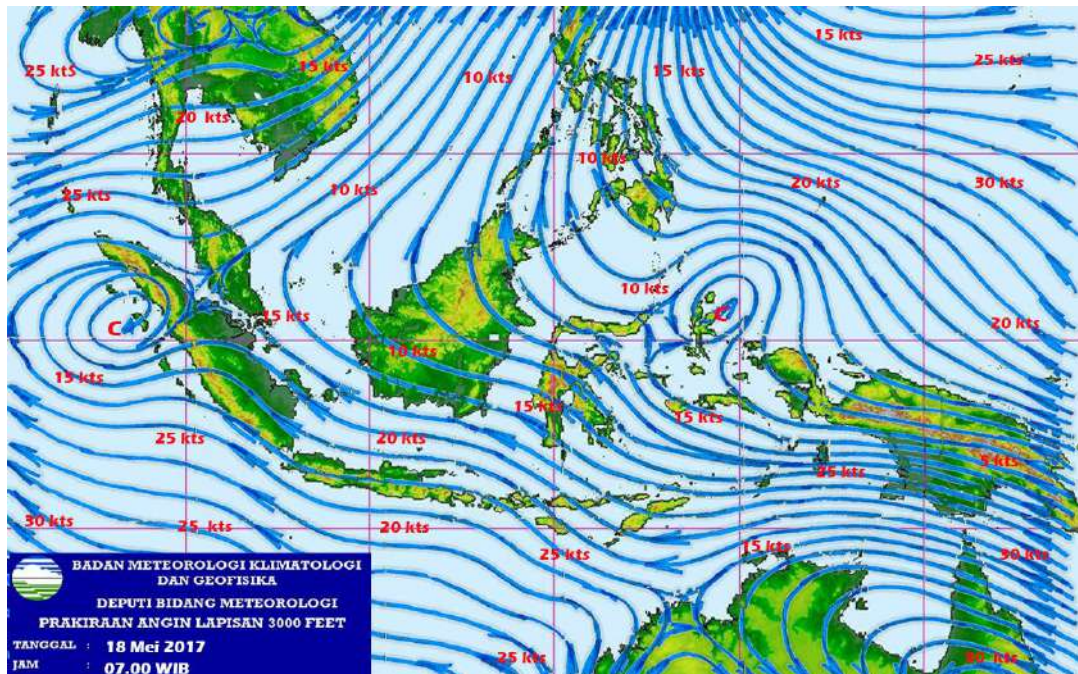 15 kts
25 ktS
15 kts
10 kts
15 kts
25 kts
20 kts
10 kts
25 kts
10 kts
20 kts
30 kts
10 kts
15 kts
C
C
20 kts
10 kts
15 kts
15 kts
15 kts
25 kts
20 kts
35 kts
5 kts
30 kts
25 kts
20 kts
25 kts
15 kts
30 kts
25 kts
BADAN METEOROLOGI KLIMATOLOGI
DAN GEOFISIKA
DEPUTI BIDANG METEOROLOGI
PRAKIRAAN ANGIN LAPISAN 3000 FEET
TANGGAL : 18 Mei 2017
JAM : 07.00 WIB